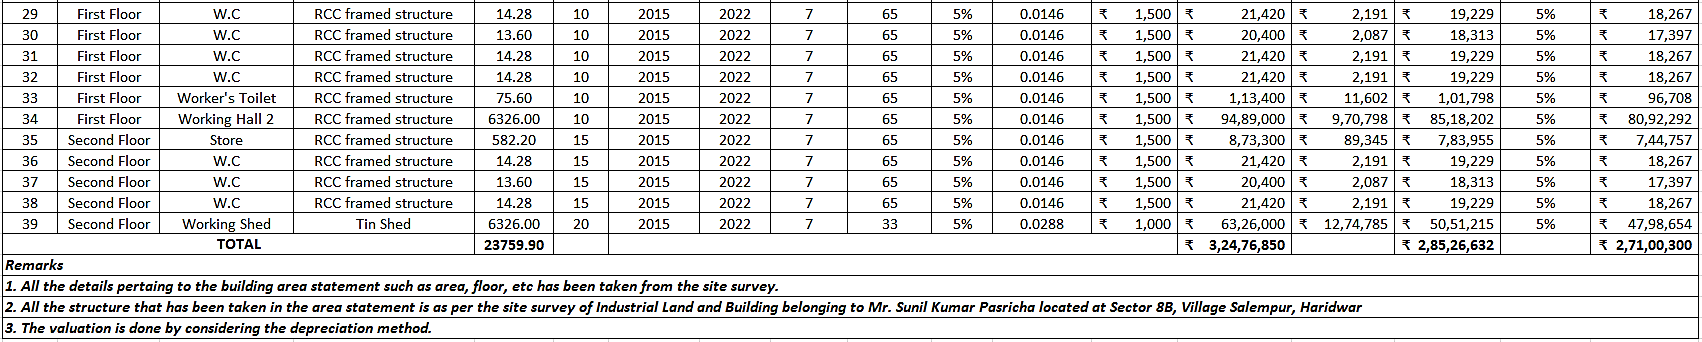 29 First Floor W.C RCC framed structure 14.28 10 2015 2022 7 65 5% 0.0146 ₹ 1,500 ₹ 21,420 ₹ 2,191 ₹ 19,229 5% ₹ 18,267
30 First Floor W.C RCC framed structure 13.60 10 2015 2022 7 65 5% 0.0146 ₹ 1,500 ₹ 20,400 ₹ 2,087 ₹ 18,313 5% ₹ 17,397
31 First Floor W.C RCC framed structure 14.28 10 2015 2022 7 65 5% 0.0146 ₹ 1,500 ₹ 21,420 ₹ 2,191 ₹ 19,229 5% ₹ 18,267
32 First Floor W.C RCC framed structure 14.28 10 2015 2022 7 65 5% 0.0146 ₹ 1,500 ₹ 21,420 ₹ 2,191 ₹ 19,229 5% ₹ 18,267
33 First Floor Worker's Toilet RCC framed structure 75.60 10 2015 2022 7 65 5% 0.0146 ₹ 1,500 ₹ 1,13,400 ₹ 11,602 ₹ 1,01,798 5% ₹ 96,708
34 First Floor Working Hall 2 RCC framed structure 6326.00 10 2015 2022 7 65 5% 0.0146 ₹ 1,500 ₹ 94,89,000 ₹ 9,70,798 ₹ 85,18,202 5% ₹ 80,92,292
35 Second Floor Store RCC framed structure 582.20 15 2015 2022 7 65 5% 0.0146 ₹ 1,500 ₹ 8,73,300 ₹ 89,345 ₹ 7,83,955 5% ₹ 7,44,757
36 Second Floor W.C RCC framed structure 14.28 15 2015 2022 7 65 5% 0.0146 ₹ 1,500 ₹ 21,420 ₹ 2,191 ₹ 19,229 5% ₹ 18,267
37 Second Floor W.C RCC framed structure 13.60 15 2015 2022 7 65 5% 0.0146 ₹ 1,500 ₹ 20,400 ₹ 2,087 ₹ 18,313 5% ₹ 17,397
38 Second Floor W.C RCC framed structure 14.28 15 2015 2022 7 65 5% 0.0146 ₹ 1,500 ₹ 21,420 ₹ 2,191 ₹ 19,229 5% ₹ 18,267
39 Second Floor Working Shed Tin Shed 6326.00 20 2015 2022 7 33 5% 0.0288 ₹ 1,000 ₹ 63,26,000 ₹ 12,74,785 ₹ 50,51,215 5% ₹ 47,98,654
TOTAL 23759.90 ₹ 3,24,76,850 ₹ 2,85,26,632 ₹ 2,71,00,300
Remarks
1. All the details pertaing to the building area statement such as area, floor, etc has been taken from the site survey.
2. All the structure that has been taken in the area statement is as per the site survey of Industrial Land and Building belonging to Mr. Sunil Kumar Pasricha located at Sector 8B, Village Salempur, Haridwar
3. The valuation is done by considering the depreciation method.